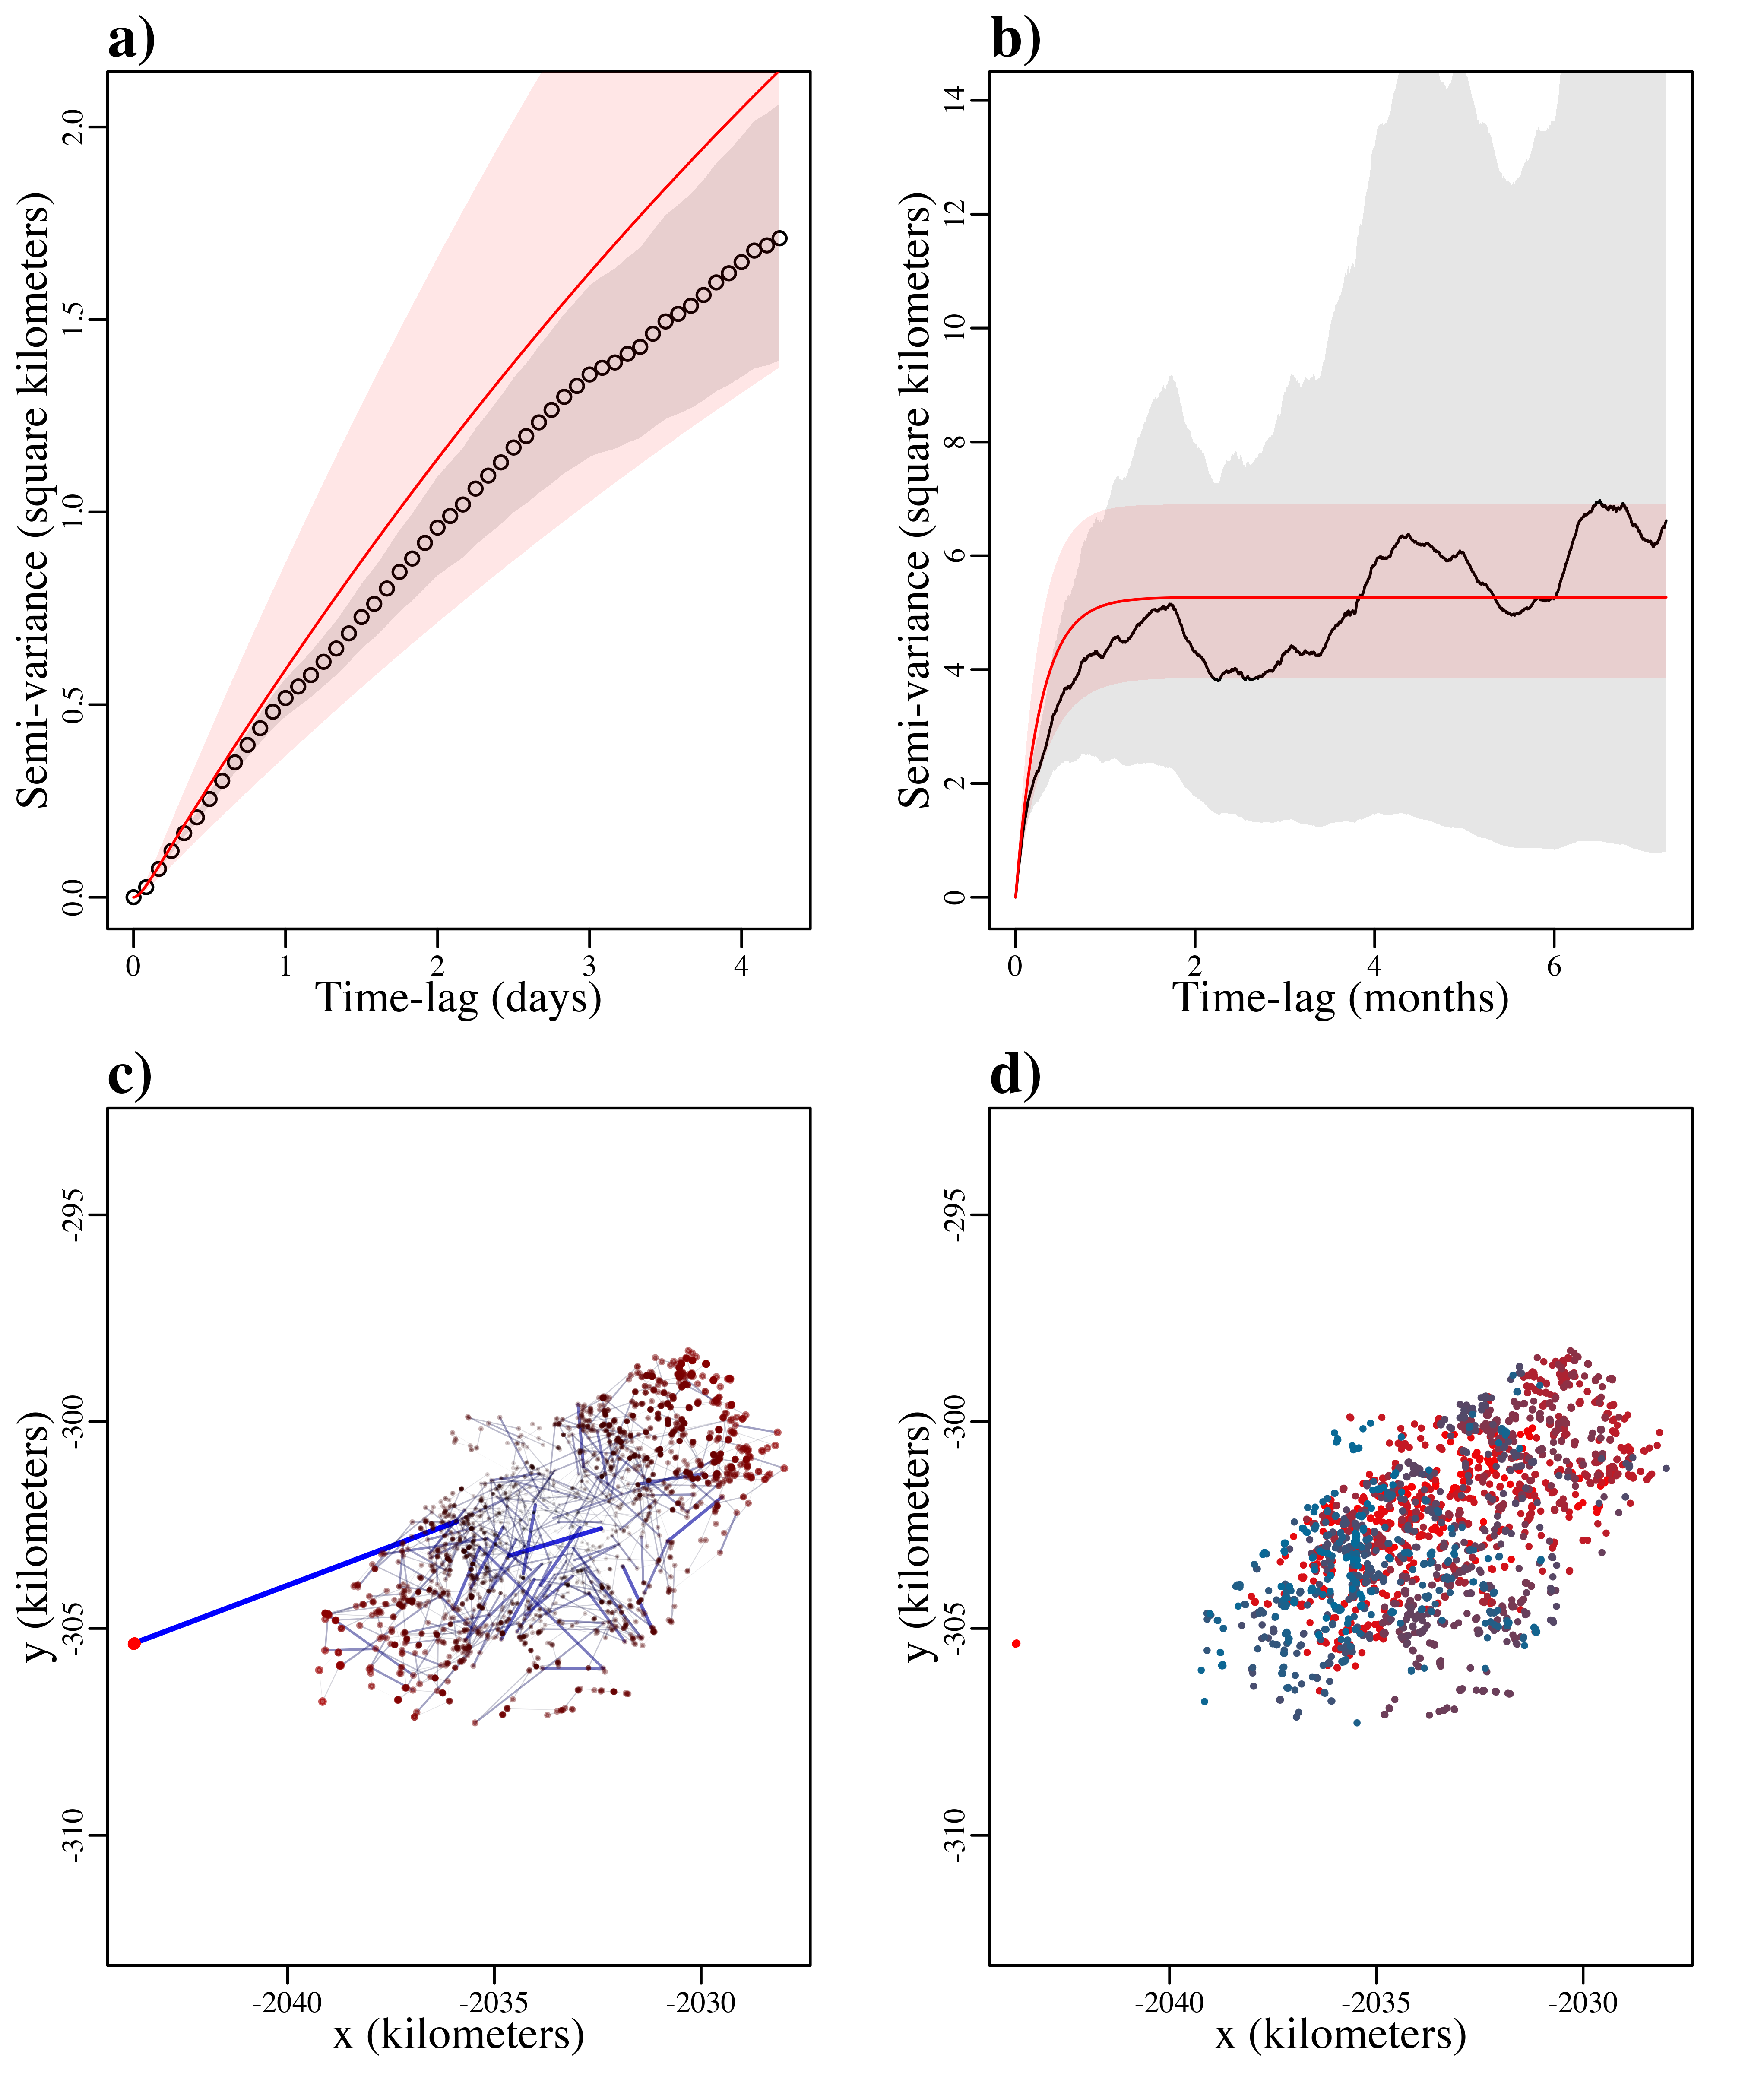 a)
Semi-variance (square kilometers)
2.0
1.5
1.0
0.5
0.0
0 1 2 3 4
Time-lag (days)
b)
Semi-variance (square kilometers)
14
12
10
8
6
4
2
0
0 2 4 6
Time-lag (months)
c)
y (kilometers)
-295
-300
-305
-310
-2040 -2035 -2030
x (kilometers)
d)
y (kilometers)
-295
-300
-305
-310
-2040 -2035 -2030
x (kilometers)